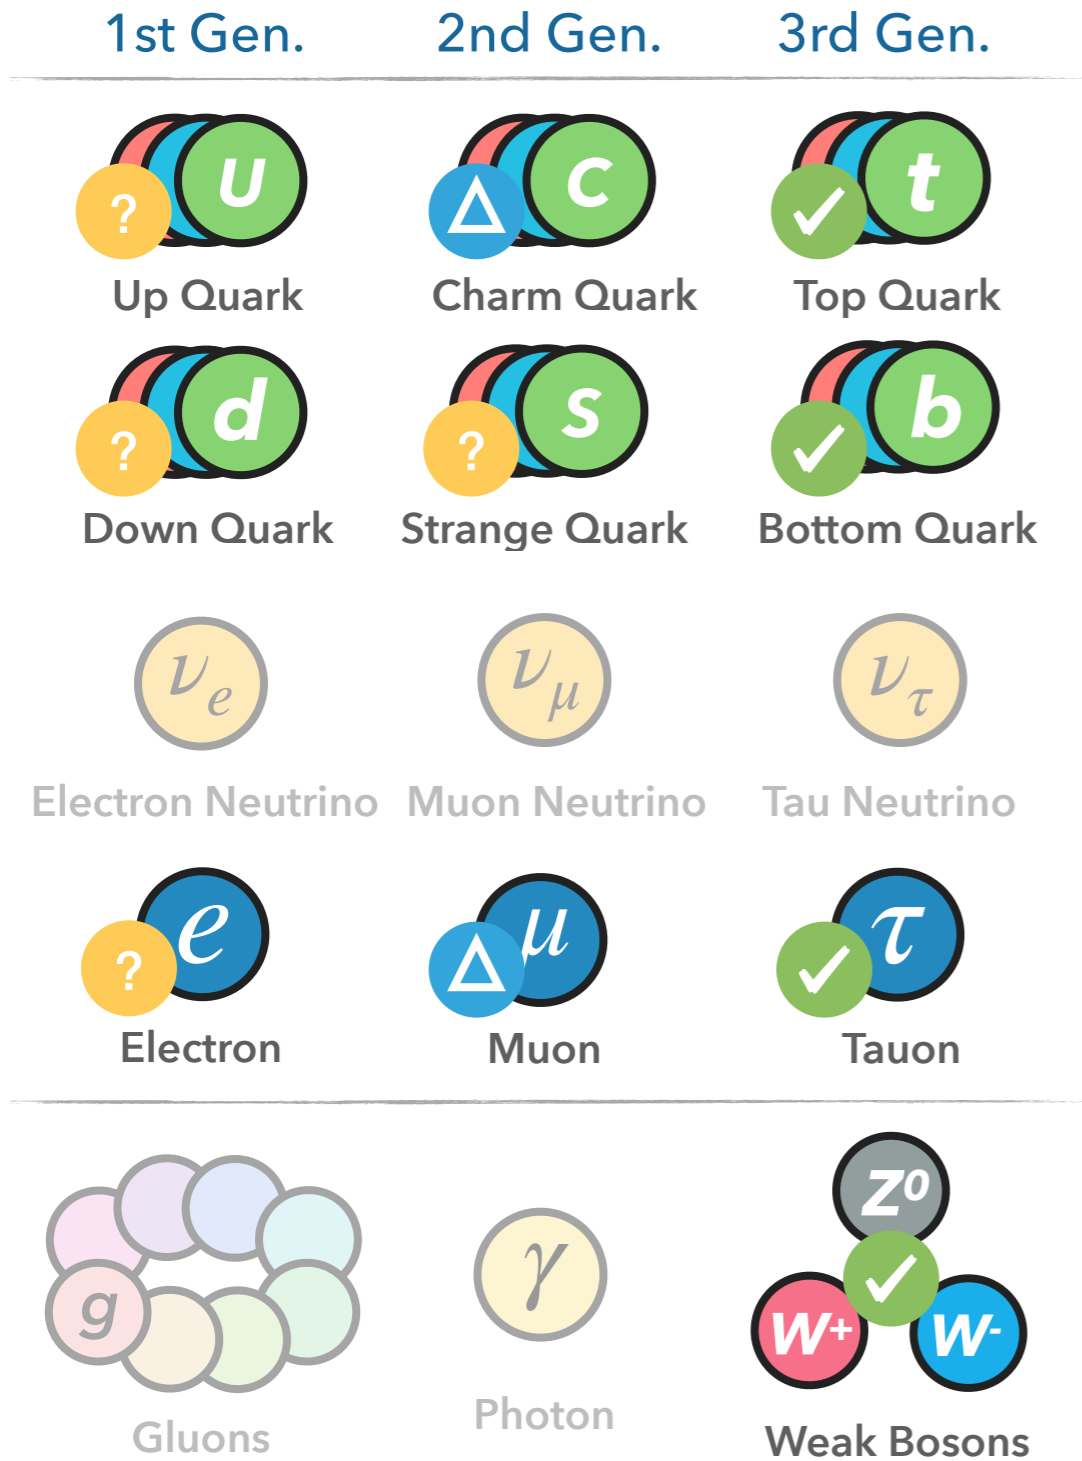 1st Gen. 2nd Gen. 3rd Gen.
u c t
? Δ ✓
Up Quark Charm Quark Top Quark
d s b
? ? ✓
Down Quark Strange Quark Bottom Quark
νe νμ ντ
Electron Neutrino Muon Neutrino Tau Neutrino
e μ τ
? Δ ✓
Electron Muon Tauon
Z0
g γ ✓
W+ W-
Gluons Photon Weak Bosons